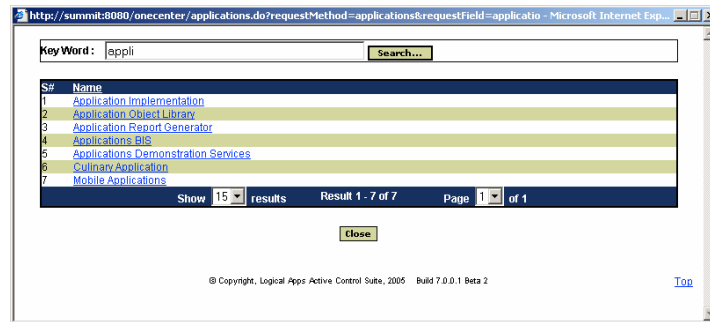 http://summit:8080/onecenter/applications.do?requestMethod=applications&requestField=applicatio - Microsoft Internet Exp...
Key Word : appli Search...
S# Name
1 Application Implementation
2 Application Object Library
3 Application Report Generator
4 Applications BIS
5 Applications Demonstration Services
6 Culinary Application
7 Mobile Applications
Show 15 results Result 1 - 7 of 7 Page 1 of 1
Close
© Copyright, Logical Apps Active Control Suite, 2005 Build 7.0.0.1 Beta 2
Top